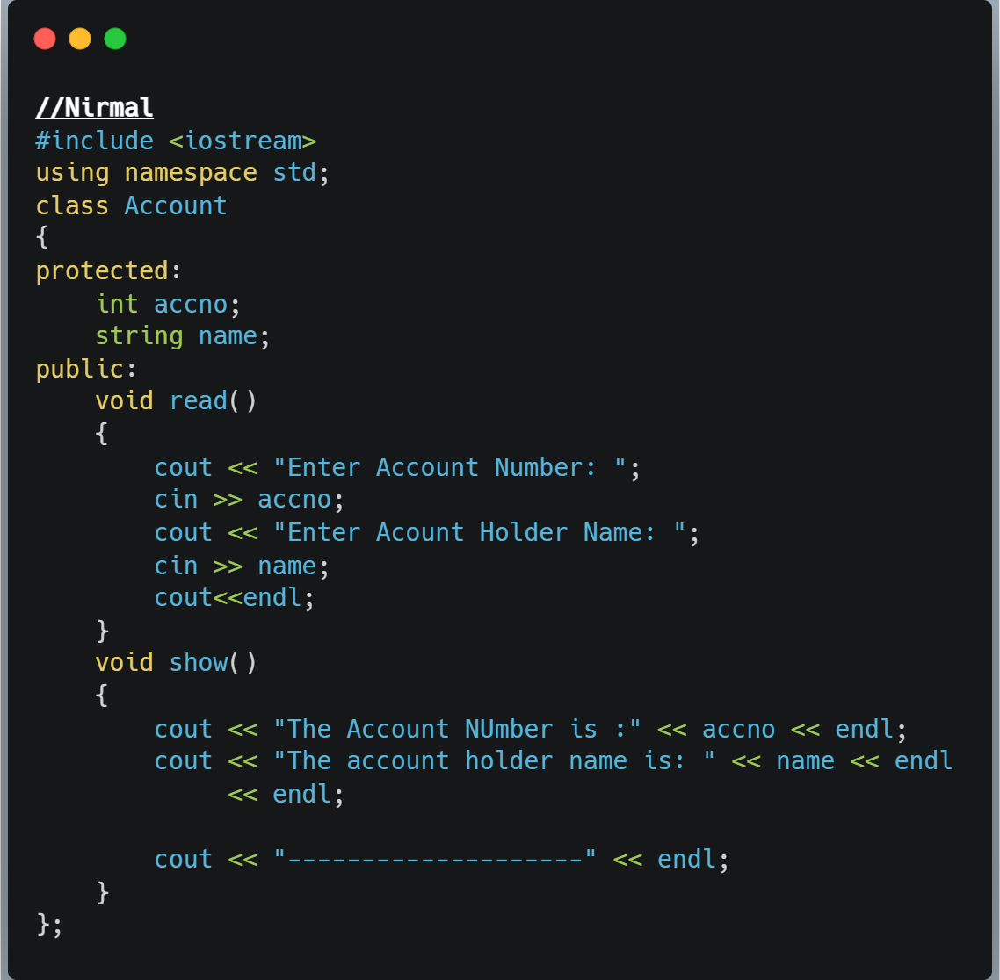 //Nirmal
#include <iostream>
using namespace std;
class Account
{
protected:
    int accno;
    string name;
public:
    void read()
    {
        cout << "Enter Account Number: ";
        cin >> accno;
        cout << "Enter Acount Holder Name: ";
        cin >> name;
        cout<<endl;
    }
    void show()
    {
        cout << "The Account NUmber is :" << accno << endl;
        cout << "The account holder name is: " << name << endl
             << endl;

        cout << "--------------------" << endl;
    }
};